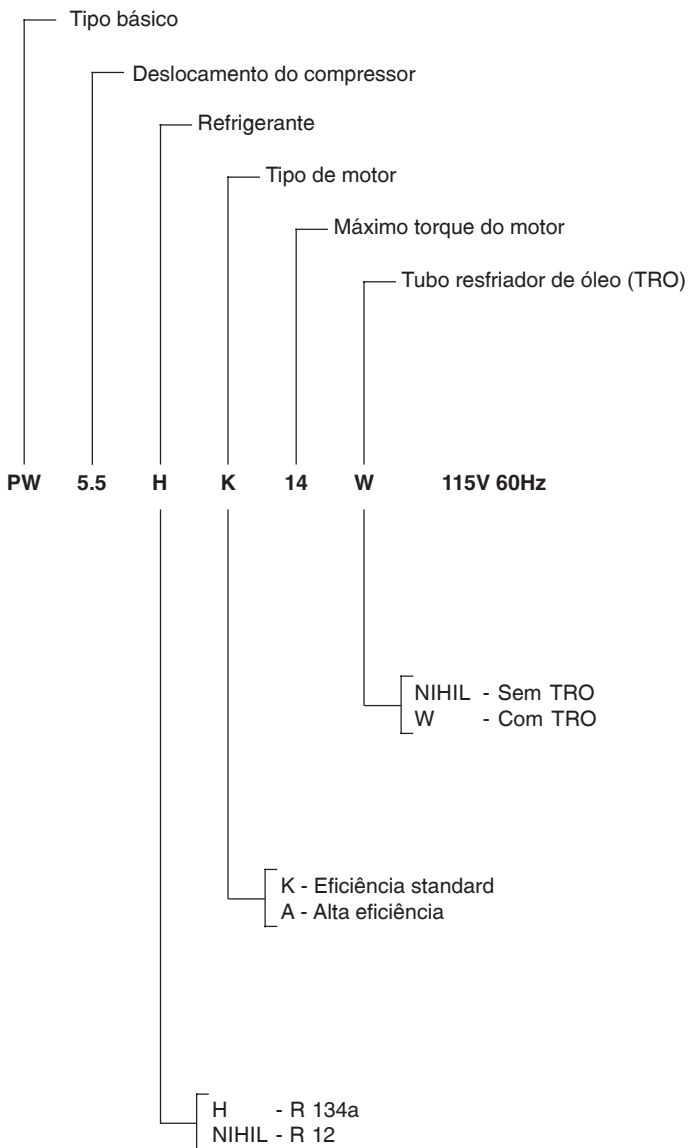 Tipo básico
Deslocamento do compressor
Refrigerante
Tipo de motor
Máximo torque do motor
Tubo resfriador de óleo (TRO)
PW 5.5 H K 14 W 115V 60Hz
NIHIL - Sem TRO
W - Com TRO
K - Eficiência standard
A - Alta eficiência
H - R 134a
NIHIL - R 12